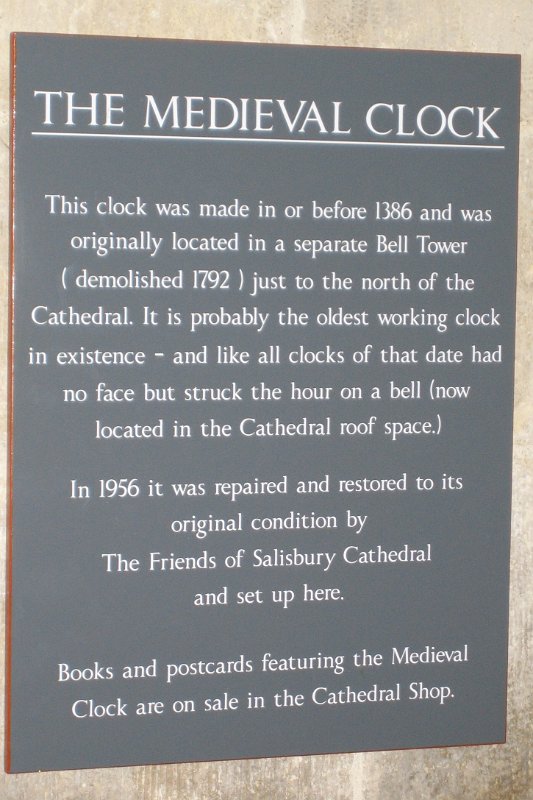 THE MEDIEVAL CLOCK
This clock was made in or before 1386 and was
originally located in a separate Bell Tower
( demolished 1792 ) just to the north of the
Cathedral. It is probably the oldest working clock
in existence - and like all clocks of that date had
no face but struck the hour on a bell (now
located in the Cathedral roof space.)
In 1956 it was repaired and restored to its
original condition by
The Friends of Salisbury Cathedral
and set up here.
Books and postcards featuring the Medieval
Clock are on sale in the Cathedral Shop.